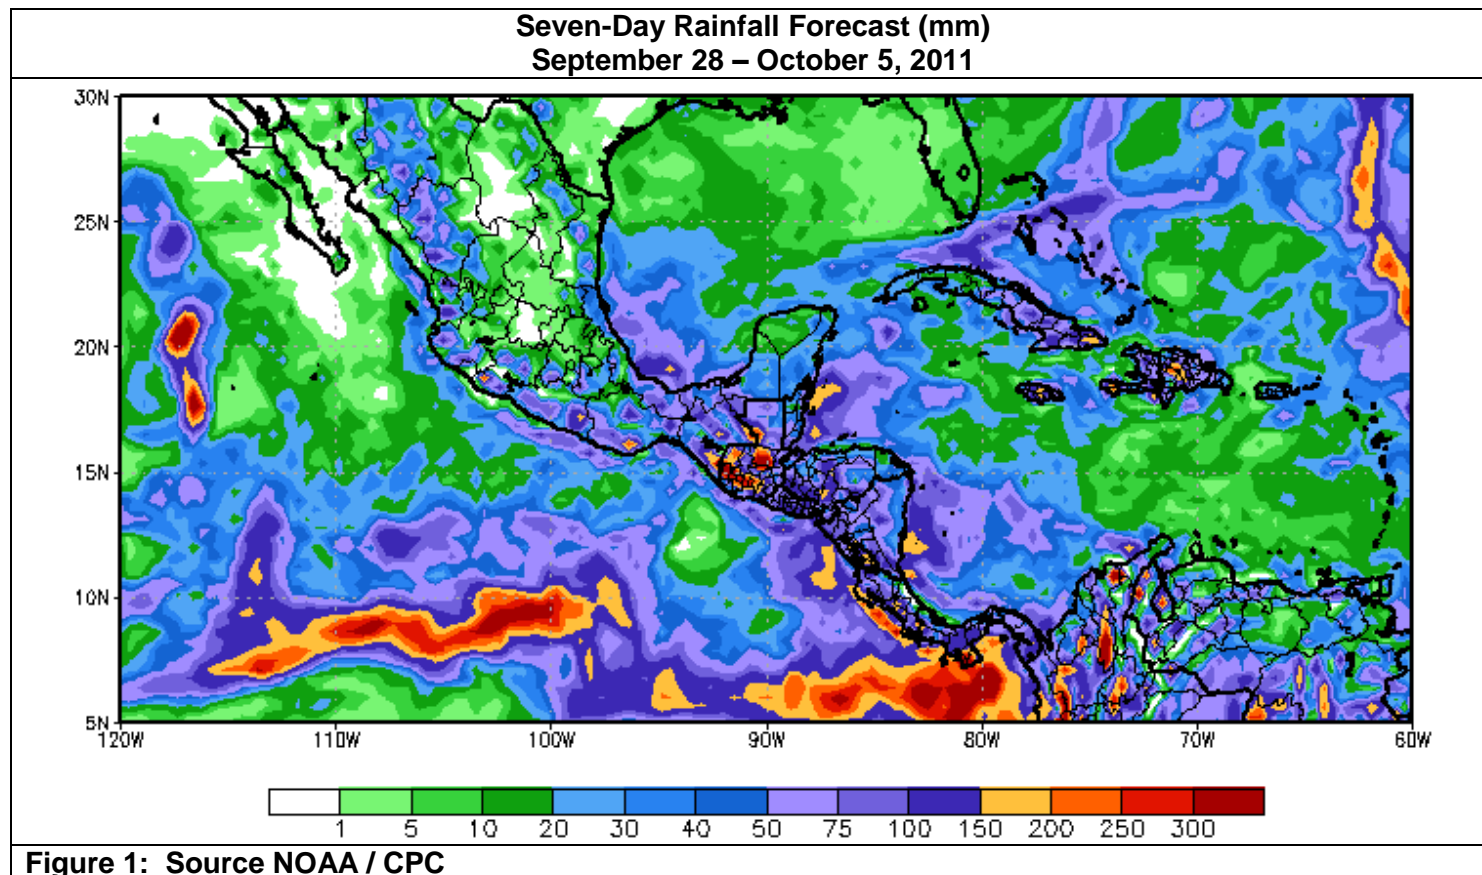 Seven-Day Rainfall Forecast (mm)
September 28 – October 5, 2011
30N
25N
20N
15N
10N
5N
120W 110W 100W 90W 80W 70W 60W
1 5 10 20 30 40 50 75 100 150 200 250 300
Figure 1: Source NOAA / CPC